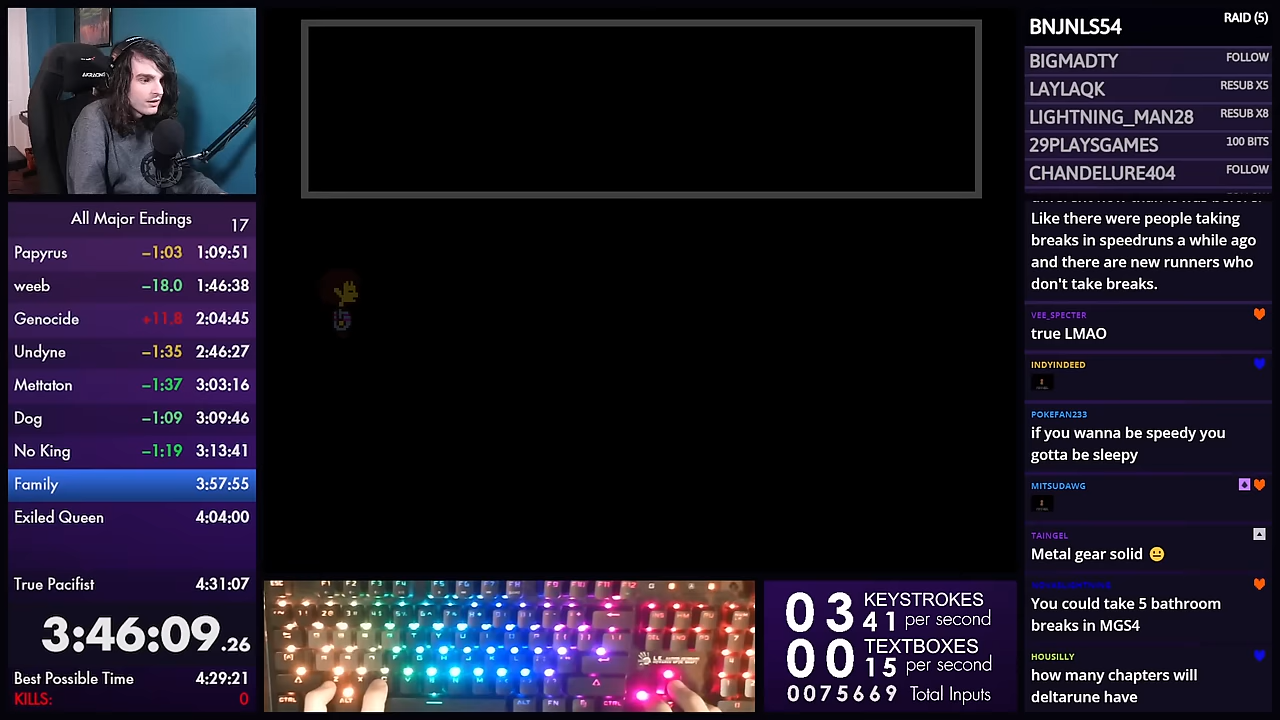 BNJNLS54 RAID (5)
BIGMADTY FOLLOW
LAYLAQK RESUB X5
LIGHTNING_MAN28 RESUB X8
29PLAYSGAMES 100 BITS
CHANDELURE404 FOLLOW
All Major Endings 17
Papyrus –1:03 1:09:51
weeb –18.0 1:46:38
Genocide +11.8 2:04:45
Undyne –1:35 2:46:27
Mettaton –1:37 3:03:16
Dog –1:09 3:09:46
No King –1:19 3:13:41
Family 3:57:55
Exiled Queen 4:04:00
True Pacifist 4:31:07
3:46:09.26
Best Possible Time 4:29:21
KILLS: 0
03 41 KEYSTROKES per second
00 15 TEXTBOXES per second
0075669 Total Inputs
Like there were people taking
breaks in speedruns a while ago
and there are new runners who
don't take breaks.
VEE_SPECTER
true LMAO
INDYINDEED
POKEFAN233
if you wanna be speedy you
gotta be sleepy
MITSUDAWG
TAINGEL
Metal gear solid 😐
You could take 5 bathroom
breaks in MGS4
HOUSILLY
how many chapters will
deltarune have